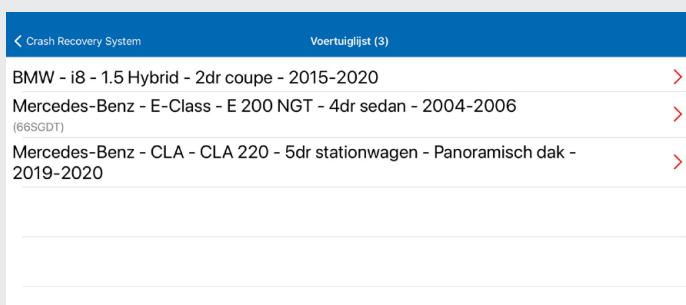 Crash Recovery System
Voertuiglijst (3)
BMW - i8 - 1.5 Hybrid - 2dr coupe - 2015-2020
Mercedes-Benz - E-Class - E 200 NGT - 4dr sedan - 2004-2006
(66SGDT)
Mercedes-Benz - CLA - CLA 220 - 5dr stationwagen - Panoramisch dak -
2019-2020